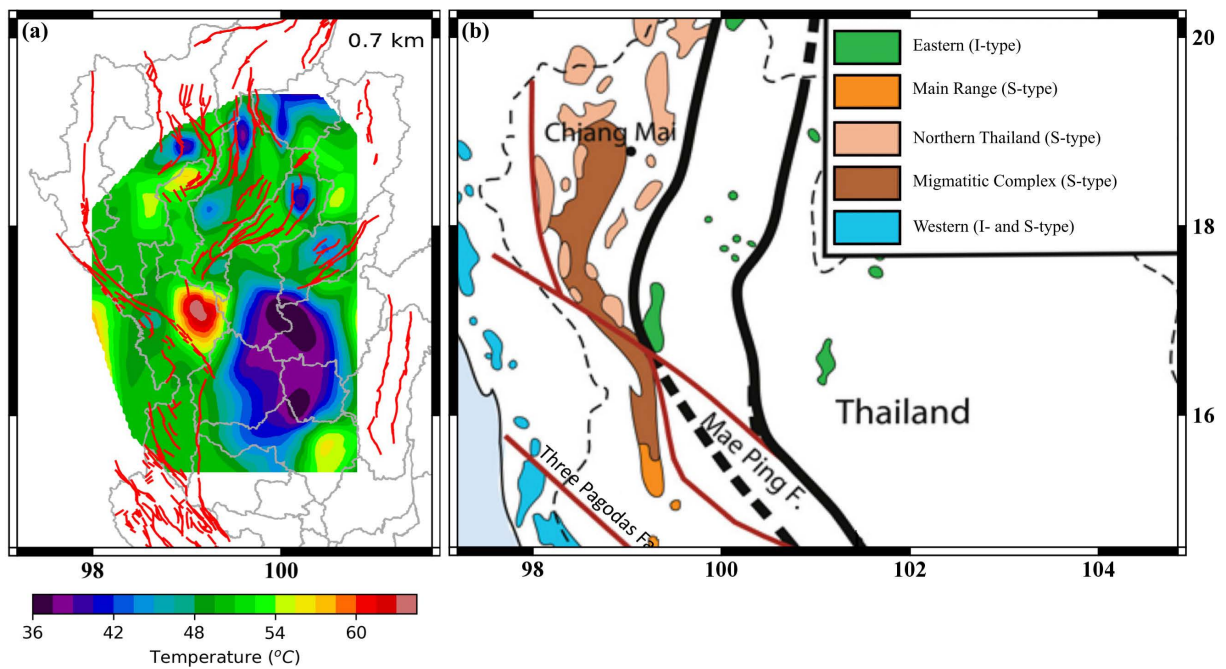 (a)
0.7 km
98
100
36
42
48
54
60
Temperature (°C)
(b)
Eastern (I-type)
Main Range (S-type)
Northern Thailand (S-type)
Migmatitic Complex (S-type)
Western (I- and S-type)
Chiang Mai
Thailand
Mae Ping F.
Three Pagodas F.
20
18
16
98
100
102
104